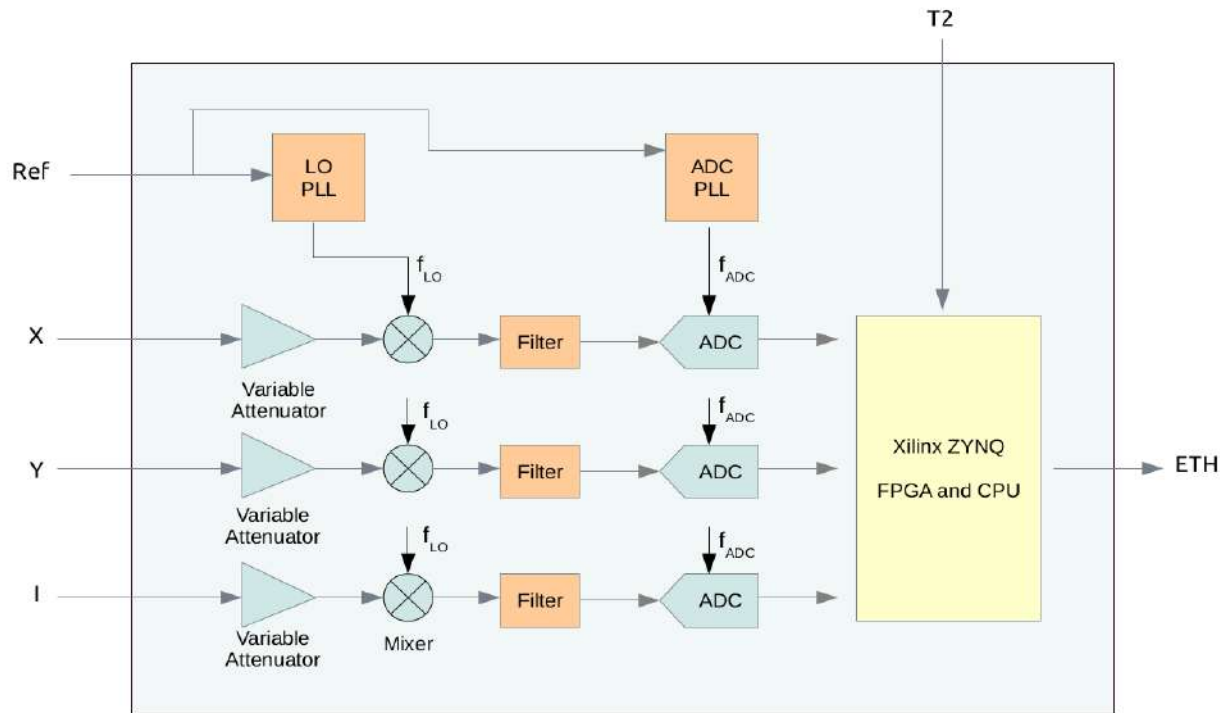 T2
Ref
LO
PLL
ADC
PLL
fLO
fADC
X
Filter
ADC
Variable
Attenuator
fLO
fADC
Y
Filter
ADC
Xilinx ZYNQ
FPGA and CPU
ETH
Variable
Attenuator
fLO
fADC
I
Filter
ADC
Variable
Attenuator
Mixer